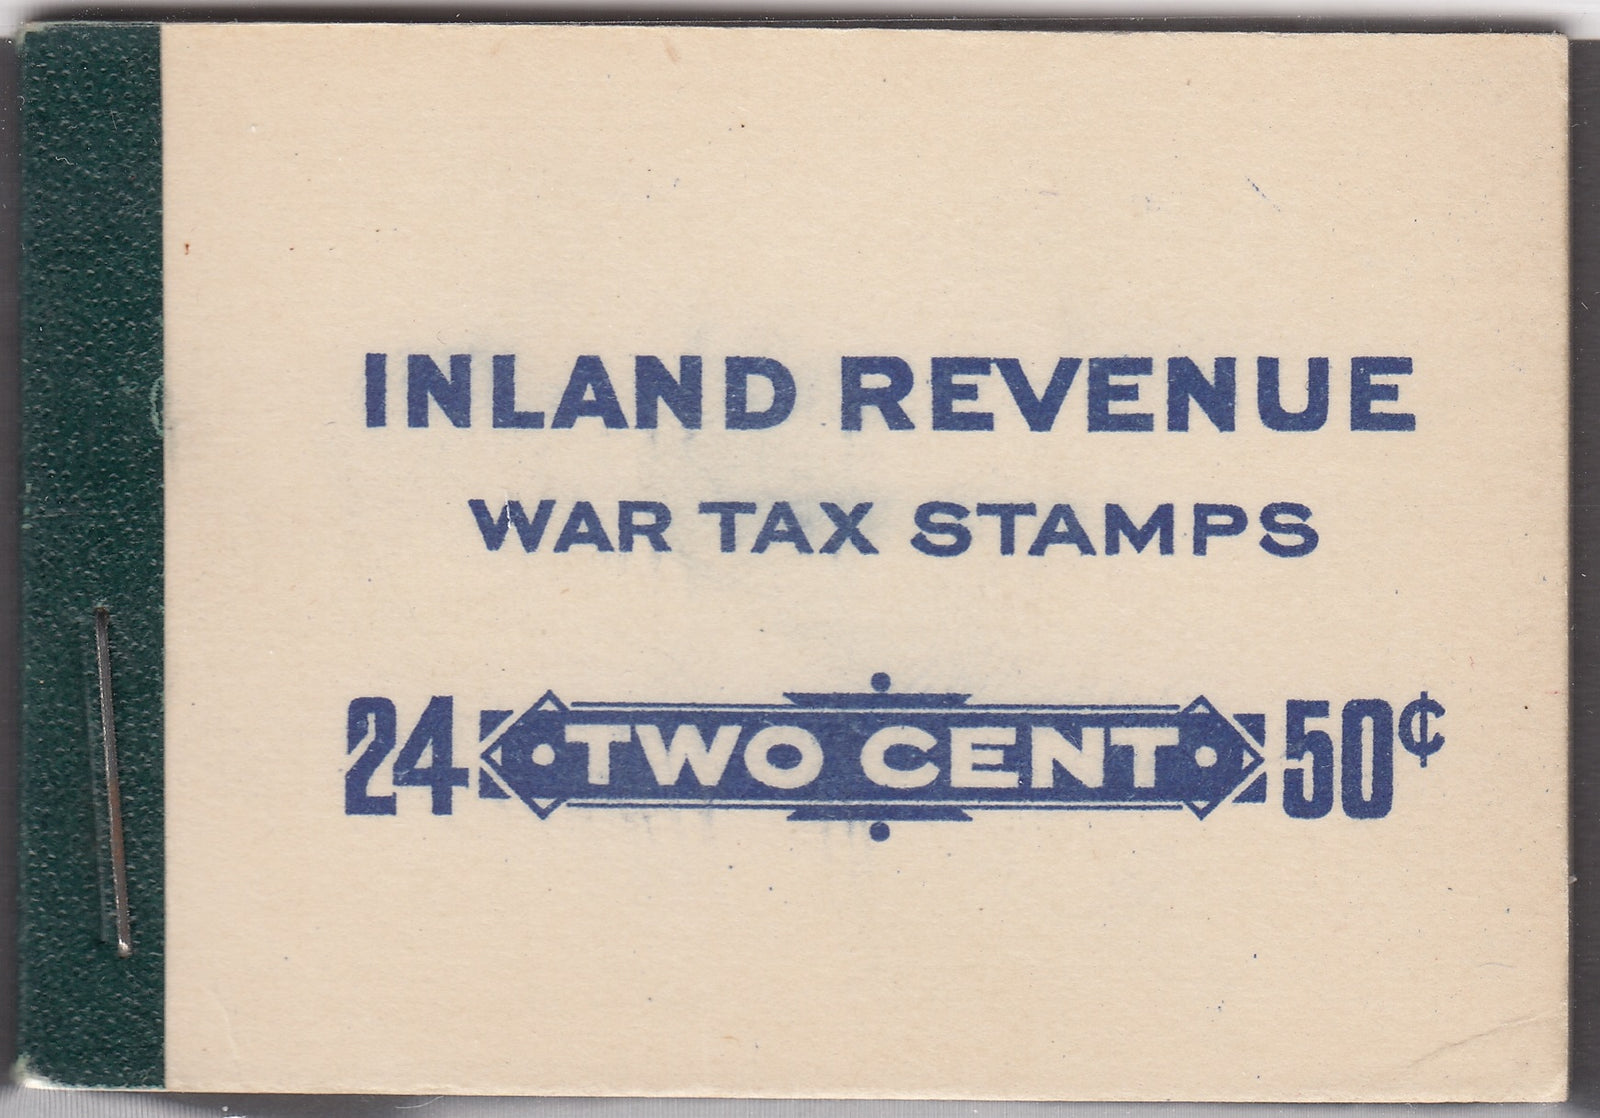 INLAND REVENUE
WAR TAX STAMPS
24 TWO CENT 50¢